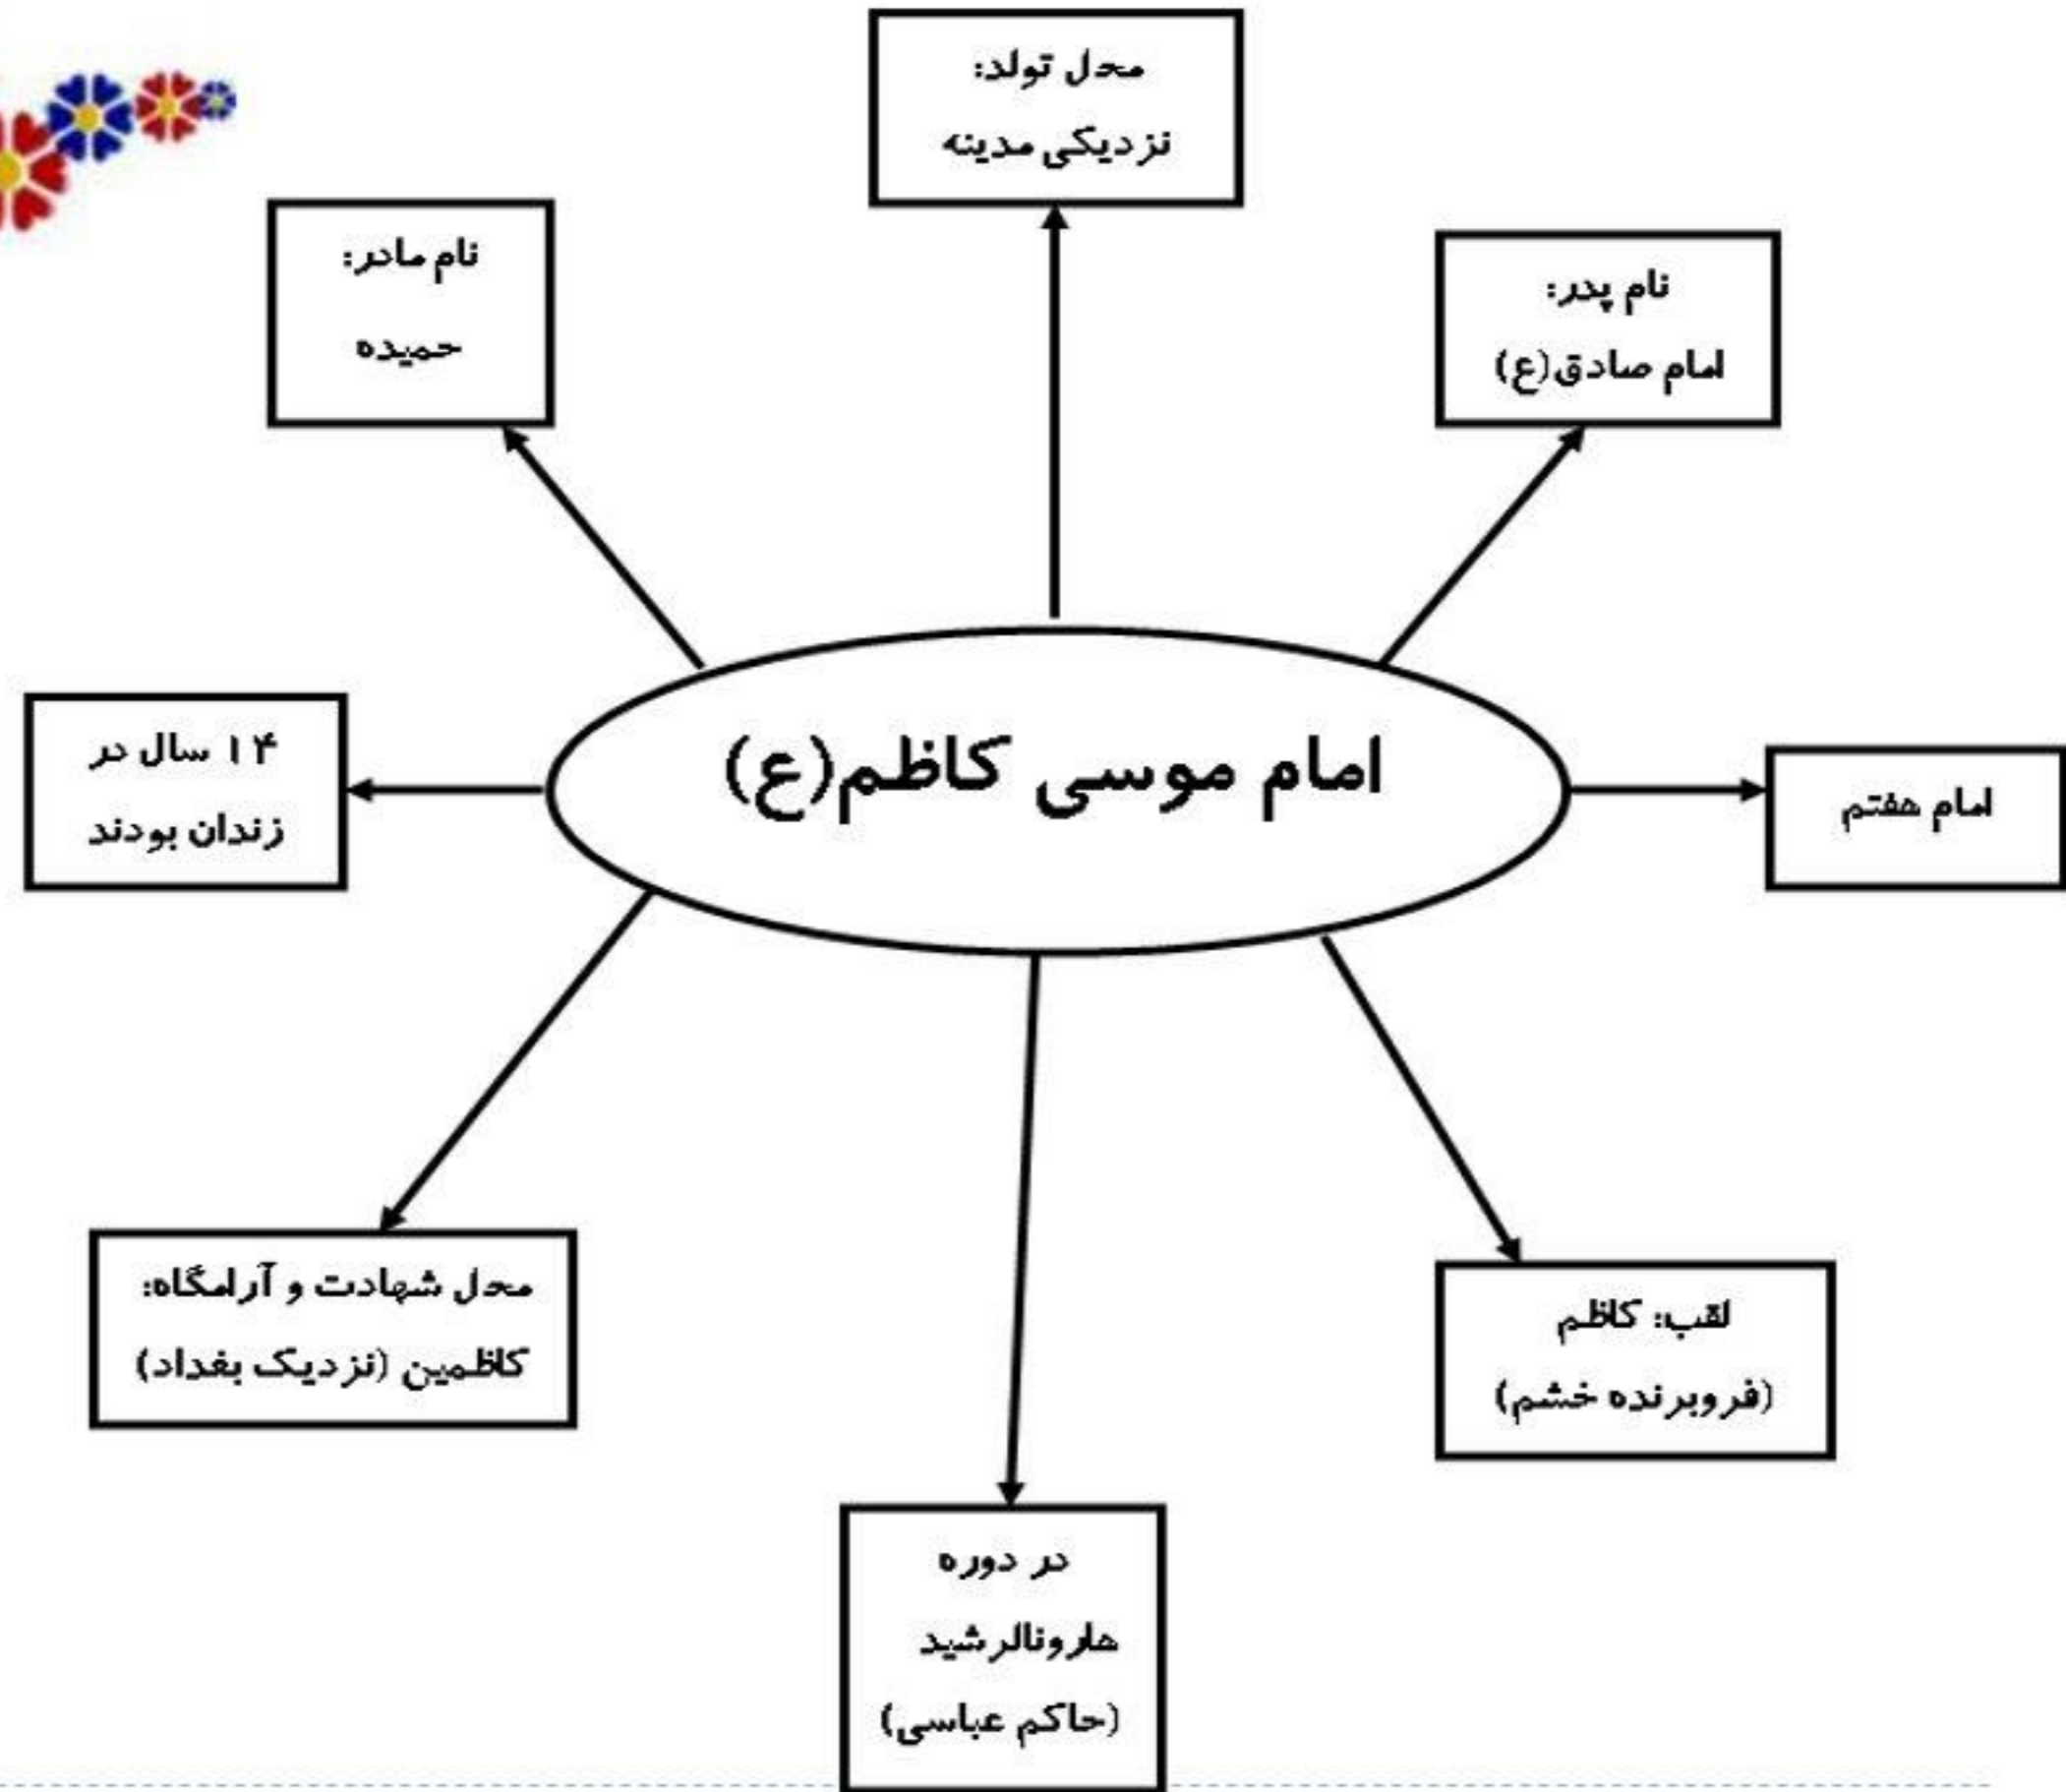 محل تولد:
نزدیکی مدینه
نام پدر:
امام صادق(ع)
نام مادر:
حمیده
امام موسی کاظم(ع)
امام هفتم
۱۴ سال در
زندان بودند
لقب: کاظم
(فروبرنده خشم)
محل شهادت و آرامگاه:
کاظمین (نزدیک بغداد)
در دوره
هارونالرشید
(حاکم عباسی)